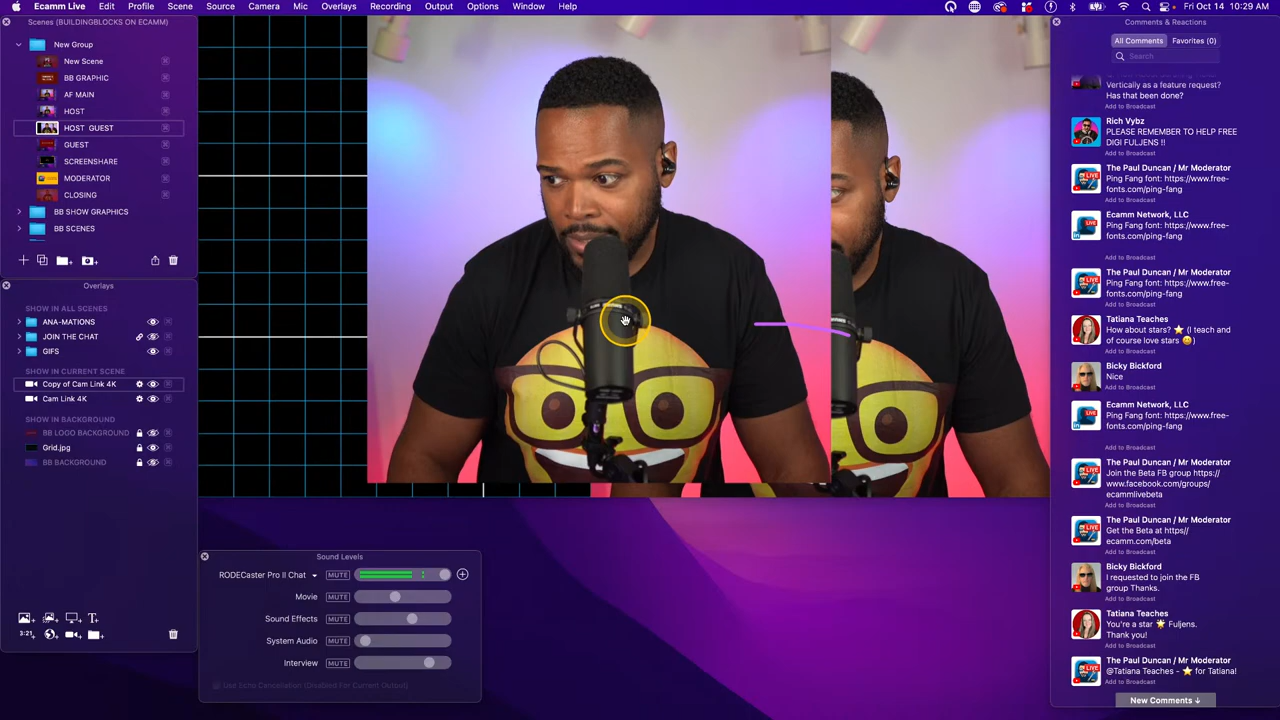 Ecamm Live Edit Profile Scene Source Camera Mic Overlays Recording Output Options Window Help
Fri Oct 14 10:29 AM
Scenes (BUILDINGBLOCKS ON ECAMM)
New Group
New Scene
BB GRAPHIC
AF MAIN
HOST
HOST GUEST
GUEST
SCREENSHARE
MODERATOR
CLOSING
BB SHOW GRAPHICS
BB SCENES
Overlays
SHOW IN ALL SCENES
ANA-MATIONS
JOIN THE CHAT
GIFS
SHOW IN CURRENT SCENE
Copy of Cam Link 4K
Cam Link 4K
SHOW IN BACKGROUND
BB LOGO BACKGROUND
Grid.jpg
BB BACKGROUND
3:21
Sound Levels
RODECaster Pro II Chat MUTE
Movie MUTE
Sound Effects MUTE
System Audio MUTE
Interview MUTE
Use Echo Cancellation (Disabled For Current Output)
Comments & Reactions
All Comments Favorites (0)
Search
Vertically as a feature request?
Has that been done?
Add to Broadcast
Rich Vybz
PLEASE REMEMBER TO HELP FREE
DIGI FULJENS !!
Add to Broadcast
The Paul Duncan / Mr Moderator
Ping Fang font: https://www.free-
fonts.com/ping-fang
Add to Broadcast
Ecamm Network, LLC
Ping Fang font: https://www.free-
fonts.com/ping-fang
Add to Broadcast
The Paul Duncan / Mr Moderator
Ping Fang font: https://www.free-
fonts.com/ping-fang
Add to Broadcast
Tatiana Teaches
How about stars? ⭐ (I teach and
of course love stars 😄)
Add to Broadcast
Bicky Bickford
Nice
Add to Broadcast
Ecamm Network, LLC
Ping Fang font: https://www.free-
fonts.com/ping-fang
Add to Broadcast
The Paul Duncan / Mr Moderator
Join the Beta FB group https://
www.facebook.com/groups/
ecammlivebeta
Add to Broadcast
The Paul Duncan / Mr Moderator
Get the Beta at https//
ecamm.com/beta
Add to Broadcast
Bicky Bickford
I requested to join the FB
group Thanks.
Add to Broadcast
Tatiana Teaches
You're a star 🌟 Fuljens.
Thank you!
Add to Broadcast
The Paul Duncan / Mr Moderator
@Tatiana Teaches - ⭐ for Tatiana!
Add to Broadcast
New Comments ↓